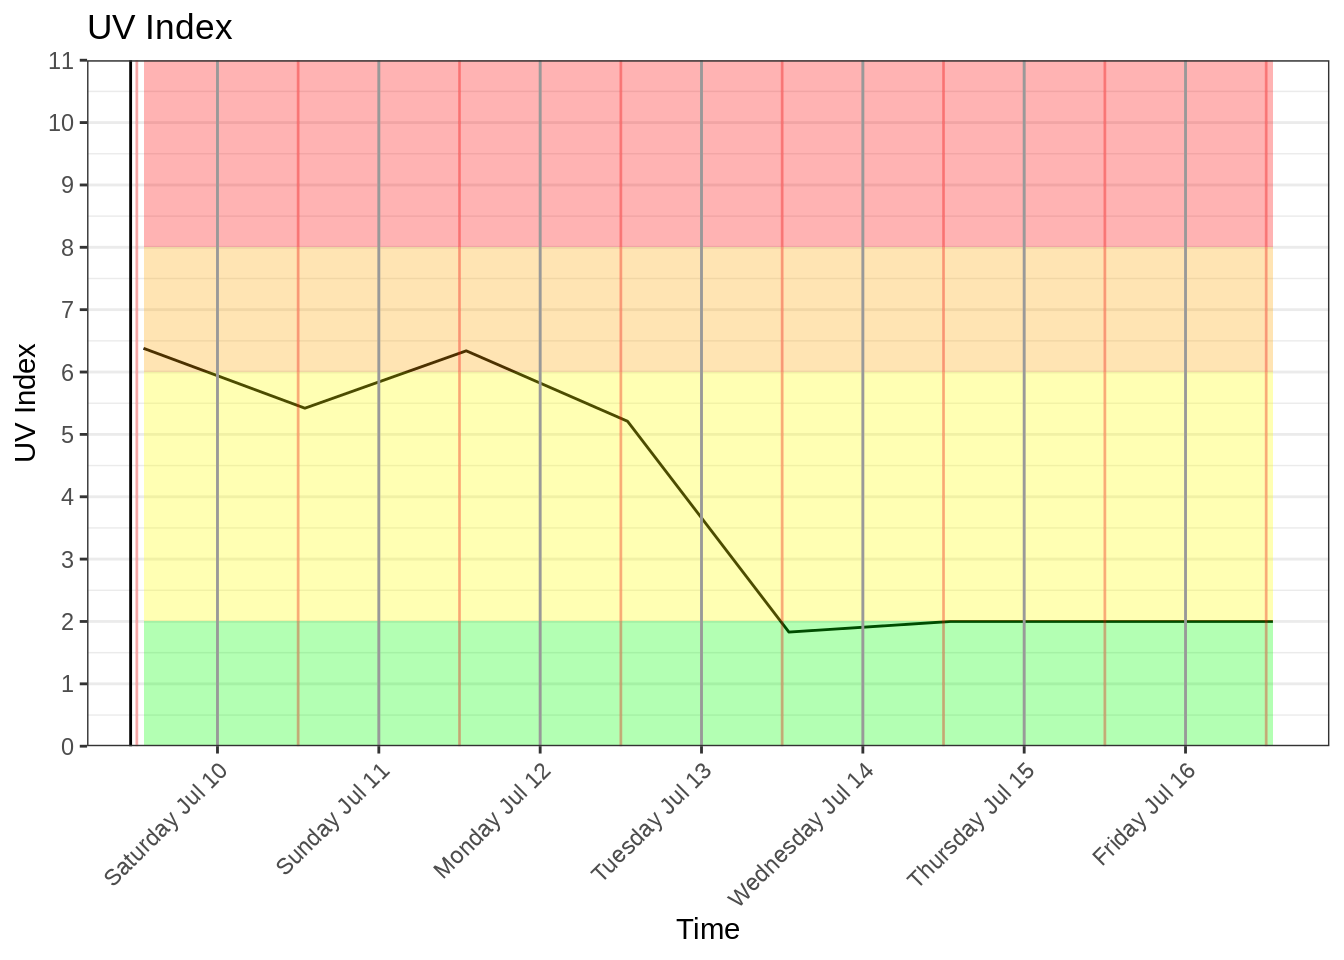 UV Index
11
10
9
8
7
6
5
4
3
2
1
0
UV Index
Saturday Jul 10
Sunday Jul 11
Monday Jul 12
Tuesday Jul 13
Wednesday Jul 14
Thursday Jul 15
Friday Jul 16
Time